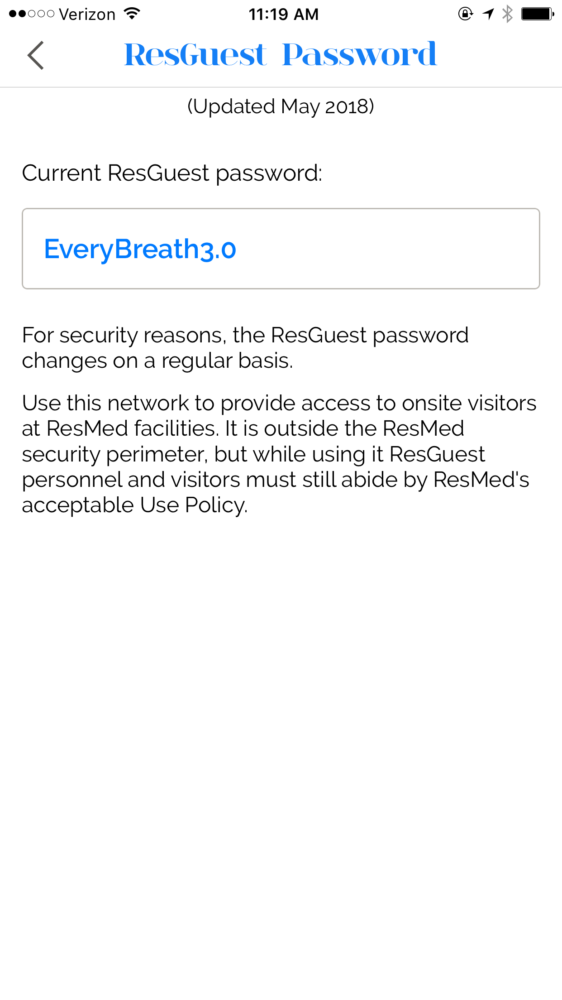 Verizon 11:19 AM
ResGuest Password
(Updated May 2018)
Current ResGuest password:
EveryBreath3.0
For security reasons, the ResGuest password
changes on a regular basis.
Use this network to provide access to onsite visitors
at ResMed facilities. It is outside the ResMed
security perimeter, but while using it ResGuest
personnel and visitors must still abide by ResMed's
acceptable Use Policy.